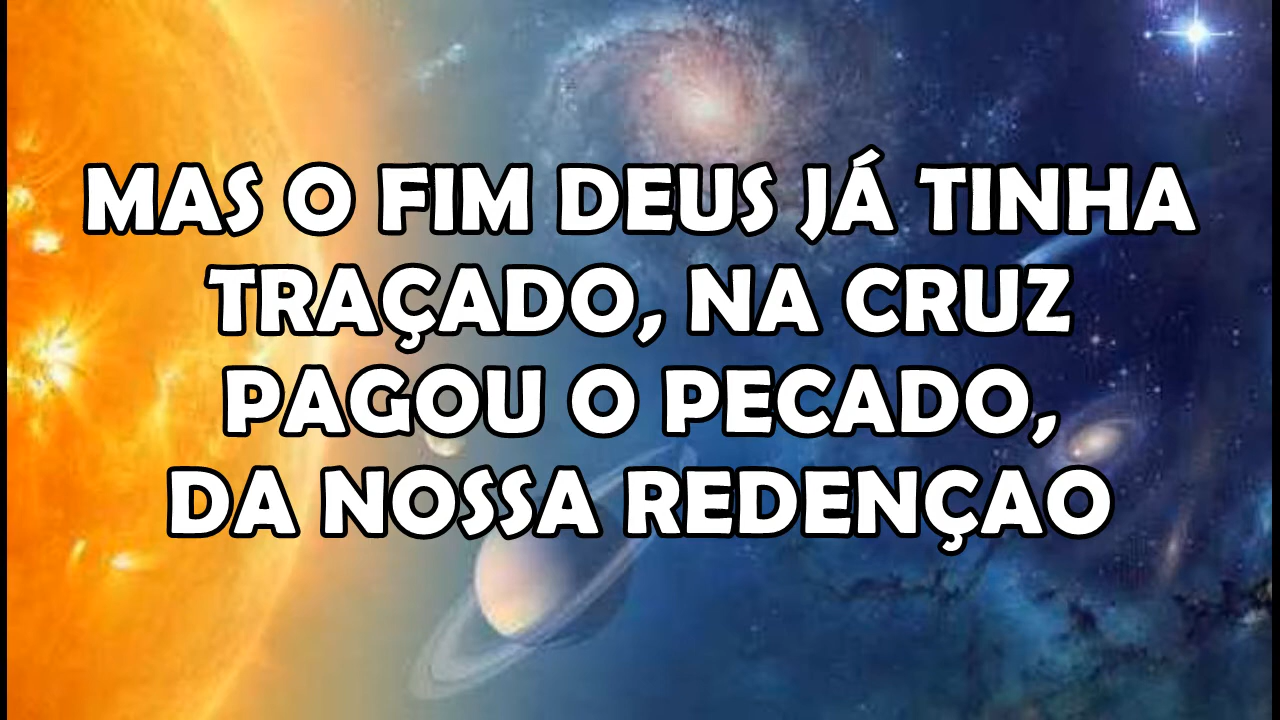 MAS O FIM DEUS JÁ TINHA
TRAÇADO, NA CRUZ
PAGOU O PECADO,
DA NOSSA REDENÇAO